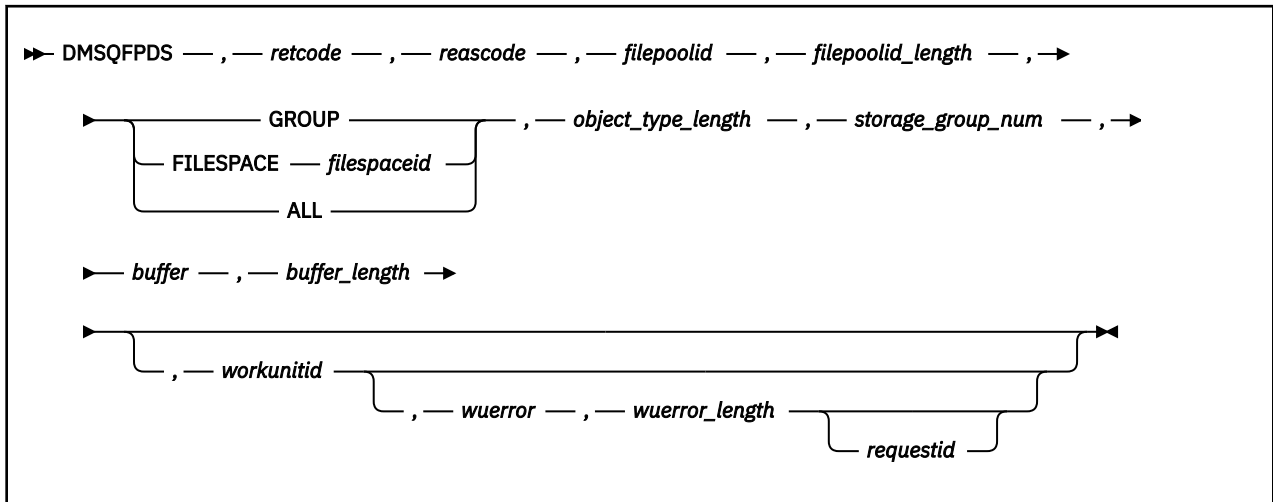 DMSQFPDS , retcode , reascode , filepoolid , filepoolid_length ,
GROUP , object_type_length , storage_group_num ,
FILESPACE filespaceid
ALL
buffer , buffer_length
, workunitid
, wuerror , wuerror_length
requestid